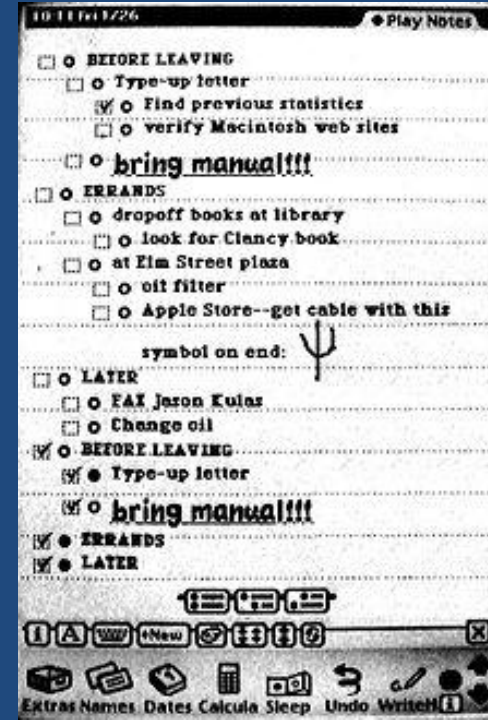 10:11 Fri 1/26
Play Notes
BEFORE LEAVING
Type-up letter
Find previous statistics
verify Macintosh web sites
bring manual!!!
ERRANDS
dropoff books at library
look for Clancy book
at Elm Street plaza
oil filter
Apple Store--get cable with this
symbol on end:
LATER
FAX Jason Kulas
Change oil
BEFORE LEAVING
Type-up letter
bring manual!!!
ERRANDS
LATER
i A New
Extras Names Dates Calcula Sleep Undo i